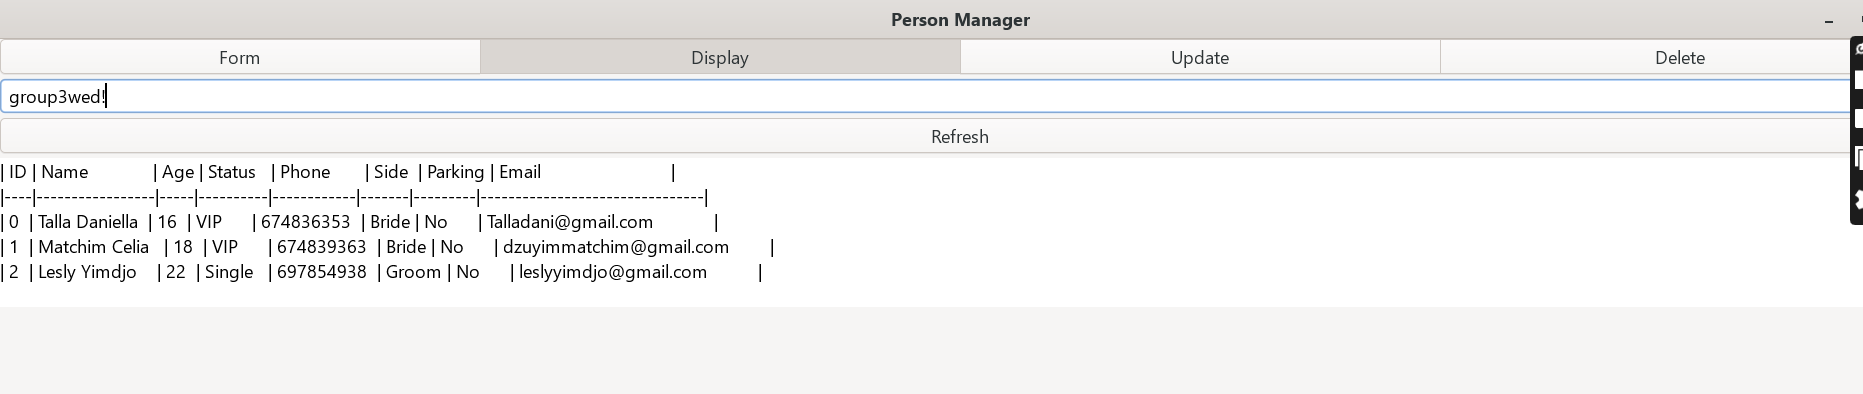 Person Manager
Form Display Update Delete
group3wed!
Refresh
| ID | Name | Age | Status | Phone | Side | Parking | Email |
|----|-----------------|-----|----------|------------|-------|---------|--------------------------------|
| 0 | Talla Daniella | 16 | VIP | 674836353 | Bride | No | Talladani@gmail.com |
| 1 | Matchim Celia | 18 | VIP | 674839363 | Bride | No | dzuyimmatchim@gmail.com |
| 2 | Lesly Yimdjo | 22 | Single | 697854938 | Groom | No | leslyyimdjo@gmail.com |